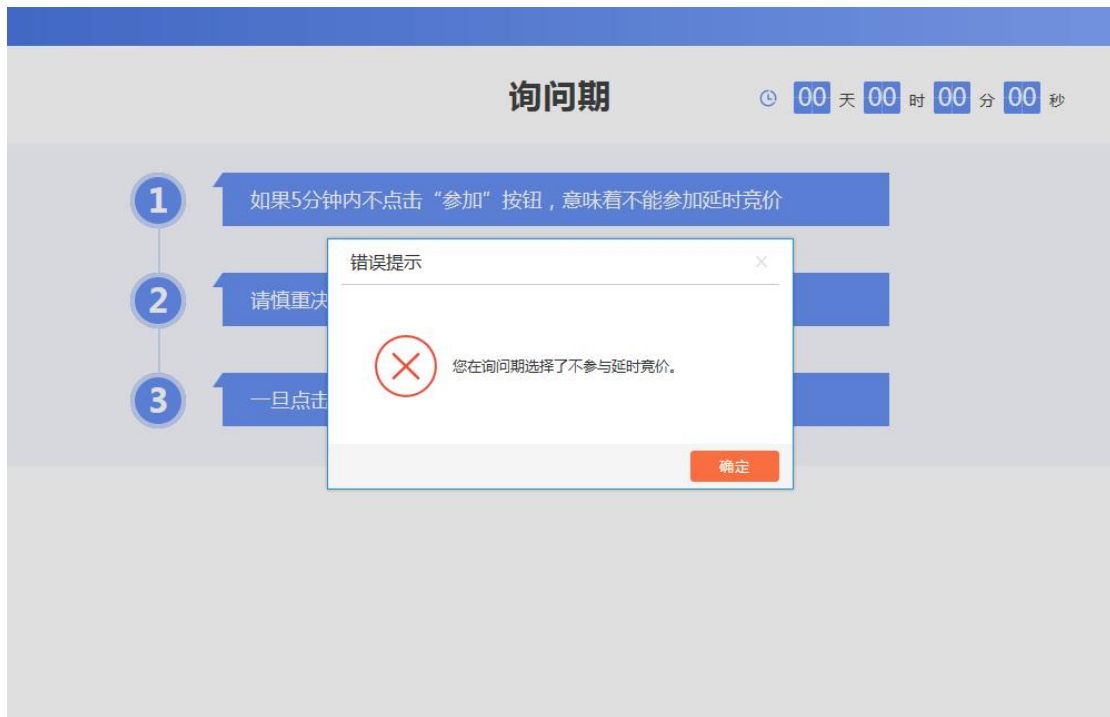 询问期
00 天 00 时 00 分 00 秒
1 如果5分钟内不点击“参加”按钮，意味着不能参加延时竞价
错误提示
2 请慎重决
您在询问期选择了不参与延时竞价。
3 一旦点击
确定